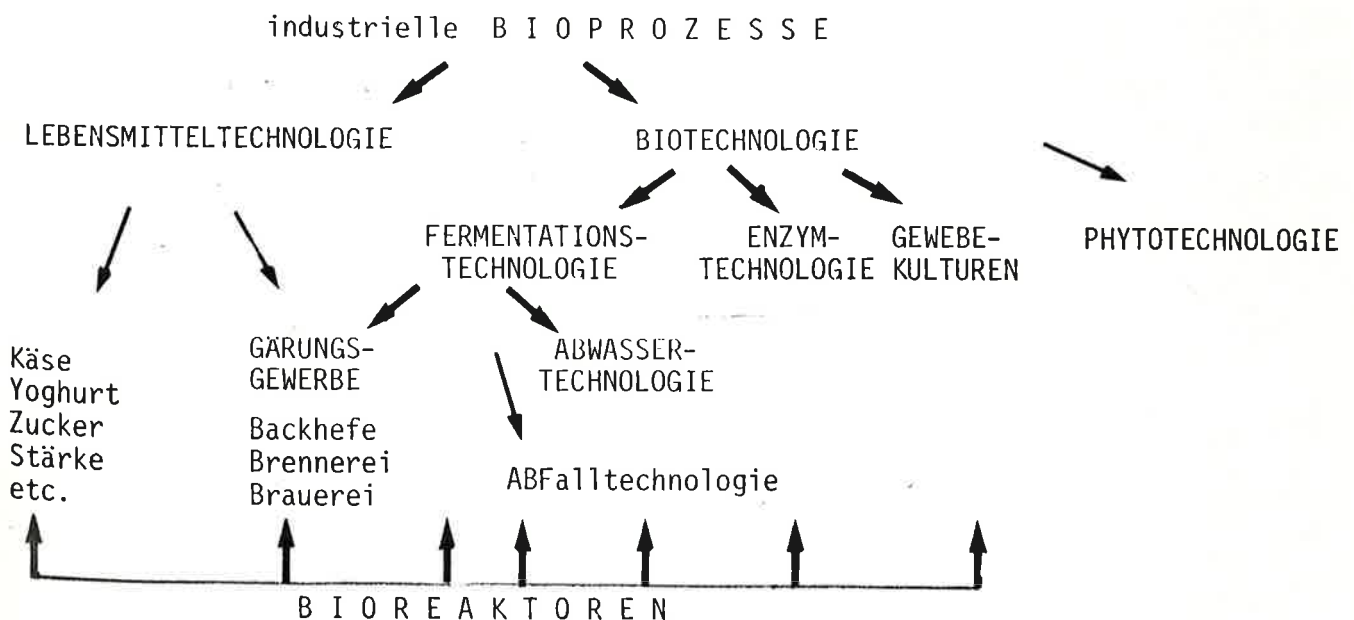 industrielle B I O P R O Z E S S E
LEBENSMITTELTECHNOLOGIE
BIOTECHNOLOGIE
FERMENTATIONS-
TECHNOLOGIE
ENZYM-
TECHNOLOGIE
GEWEBE-
KULTUREN
PHYTOTECHNOLOGIE
Käse
Yoghurt
Zucker
Stärke
etc.
GÄRUNGS-
GEWERBE
Backhefe
Brennerei
Brauerei
ABWASSER-
TECHNOLOGIE
ABFalltechnologie
B I O R E A K T O R E N